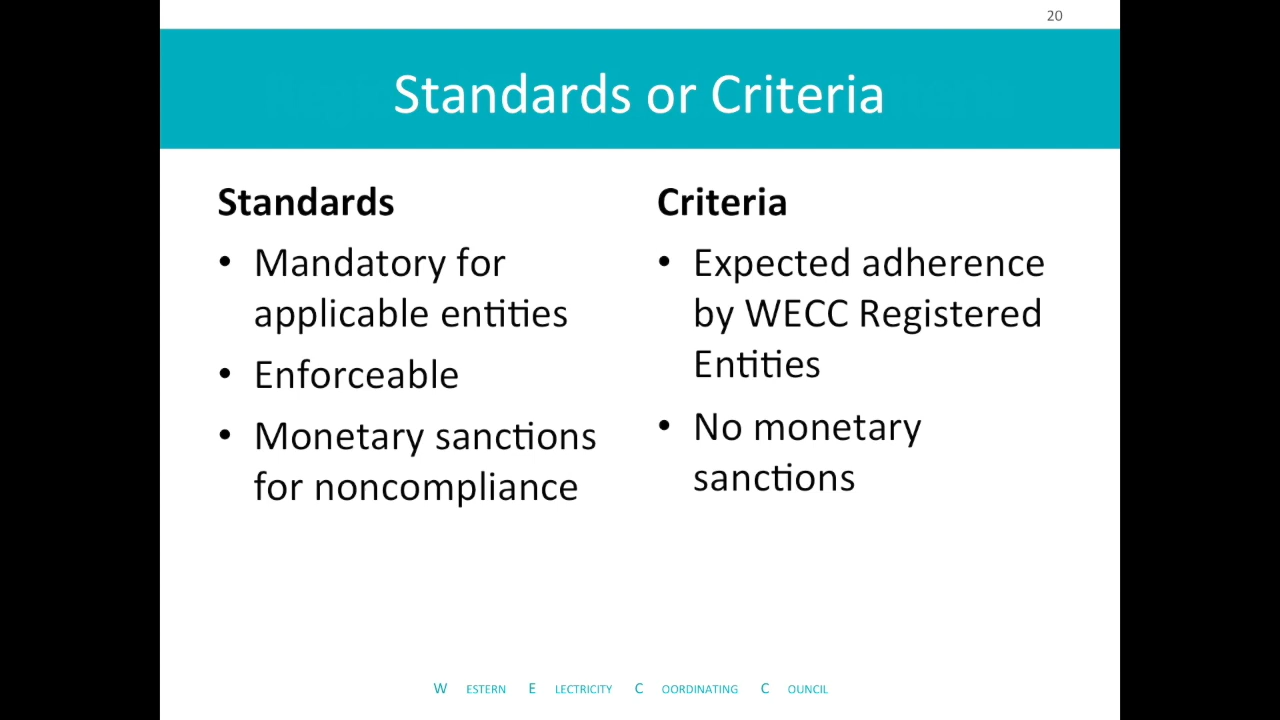 20
Standards or Criteria
Standards
• Mandatory for
applicable entities
• Enforceable
• Monetary sanctions
for noncompliance
Criteria
• Expected adherence
by WECC Registered
Entities
• No monetary
sanctions
W ESTERN E LECTRICITY C OORDINATING C OUNCIL